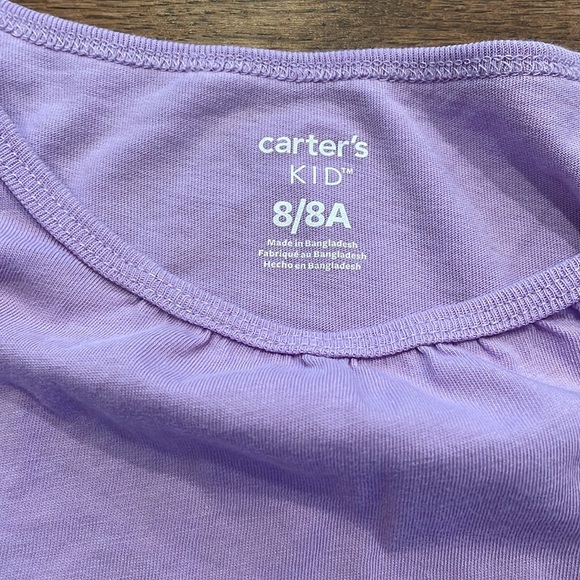 carter's
KID™
8/8A
Made in Bangladesh
Fabriqué au Bangladesh
Hecho en Bangladesh